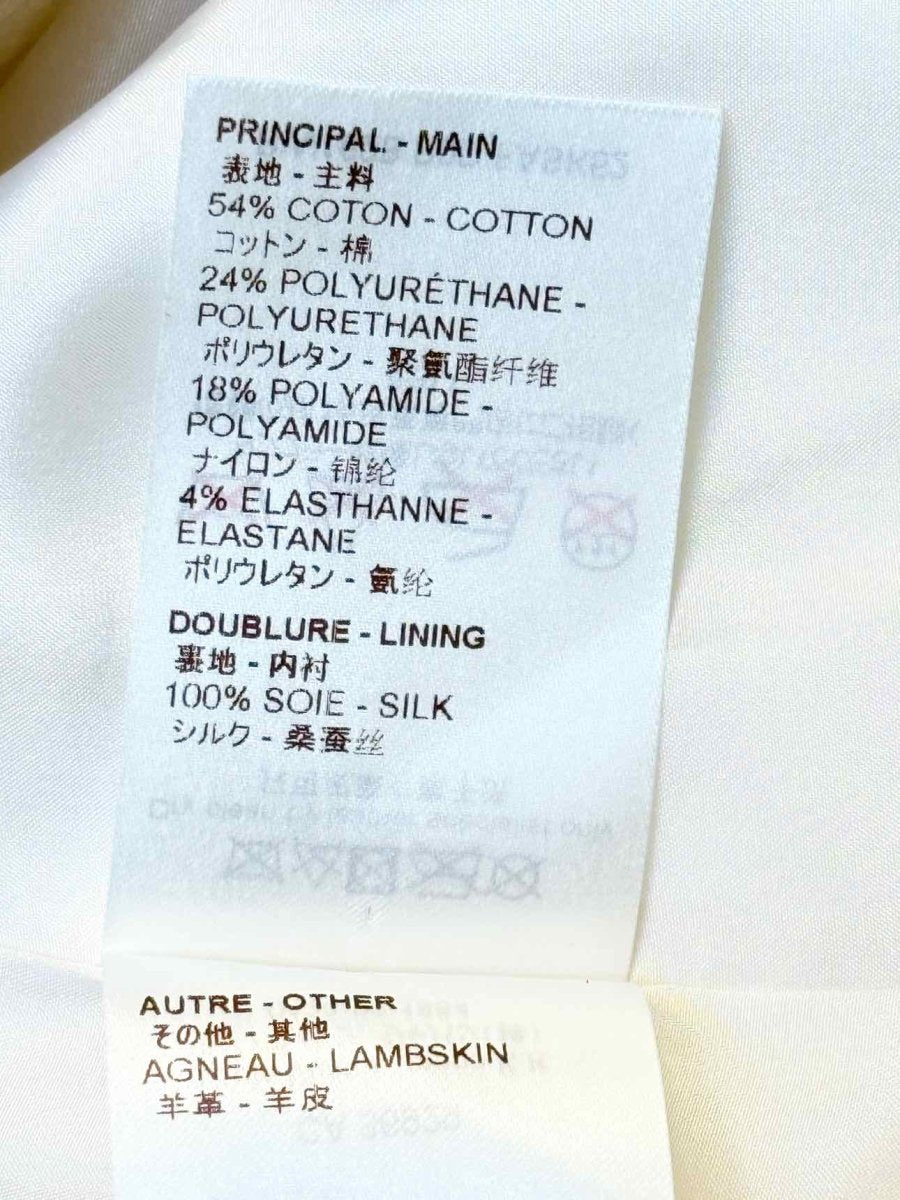 PRINCIPAL - MAIN
表地 - 主料
54% COTON - COTTON
コットン - 棉
24% POLYURÉTHANE -
POLYURETHANE
ポリウレタン - 聚氨酯纤维
18% POLYAMIDE -
POLYAMIDE
ナイロン - 锦纶
4% ELASTHANNE -
ELASTANE
ポリウレタン - 氨纶
DOUBLURE - LINING
裏地 - 内衬
100% SOIE - SILK
シルク - 桑蚕丝
AUTRE - OTHER
その他 - 其他
AGNEAU - LAMBSKIN
羊革 - 羊皮